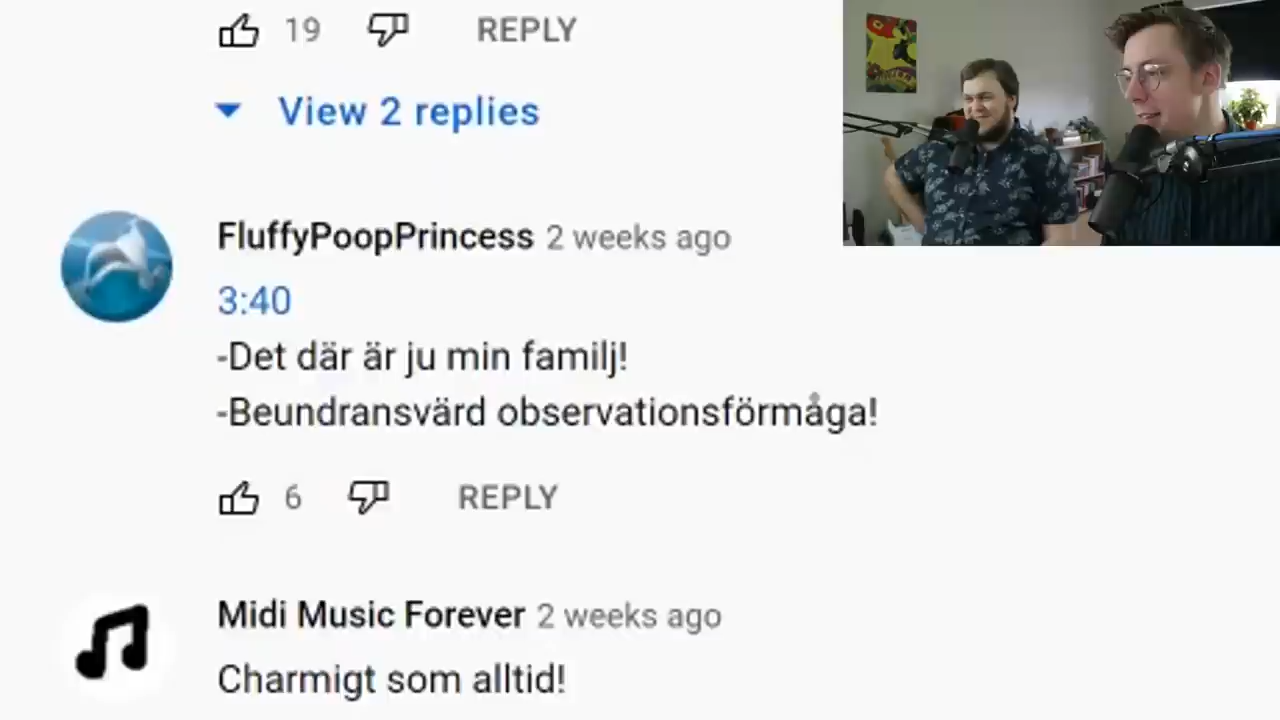 19 REPLY
View 2 replies
FluffyPoopPrincess 2 weeks ago
3:40
-Det där är ju min familj!
-Beundransvärd observationsförmåga!
6 REPLY
Midi Music Forever 2 weeks ago
Charmigt som alltid!